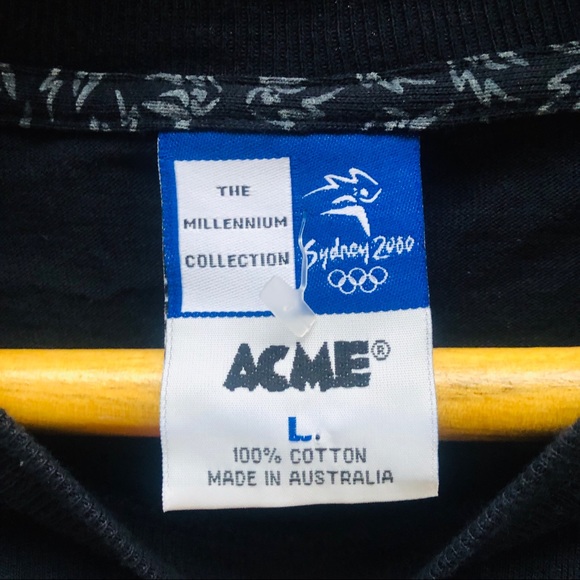 THE
MILLENNIUM
COLLECTION
Sydney 2000
ACME®
L.
100% COTTON
MADE IN AUSTRALIA